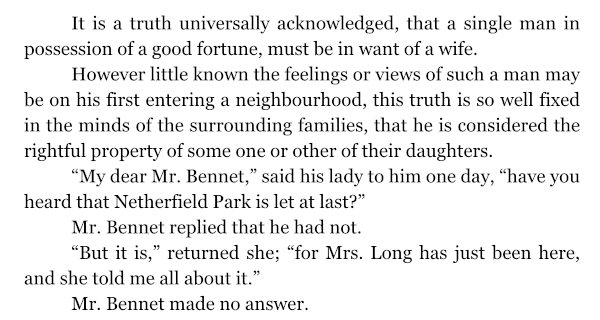 It is a truth universally acknowledged, that a single man in
possession of a good fortune, must be in want of a wife.
However little known the feelings or views of such a man may
be on his first entering a neighbourhood, this truth is so well fixed
in the minds of the surrounding families, that he is considered the
rightful property of some one or other of their daughters.
“My dear Mr. Bennet,” said his lady to him one day, “have you
heard that Netherfield Park is let at last?”
Mr. Bennet replied that he had not.
“But it is,” returned she; “for Mrs. Long has just been here,
and she told me all about it.”
Mr. Bennet made no answer.